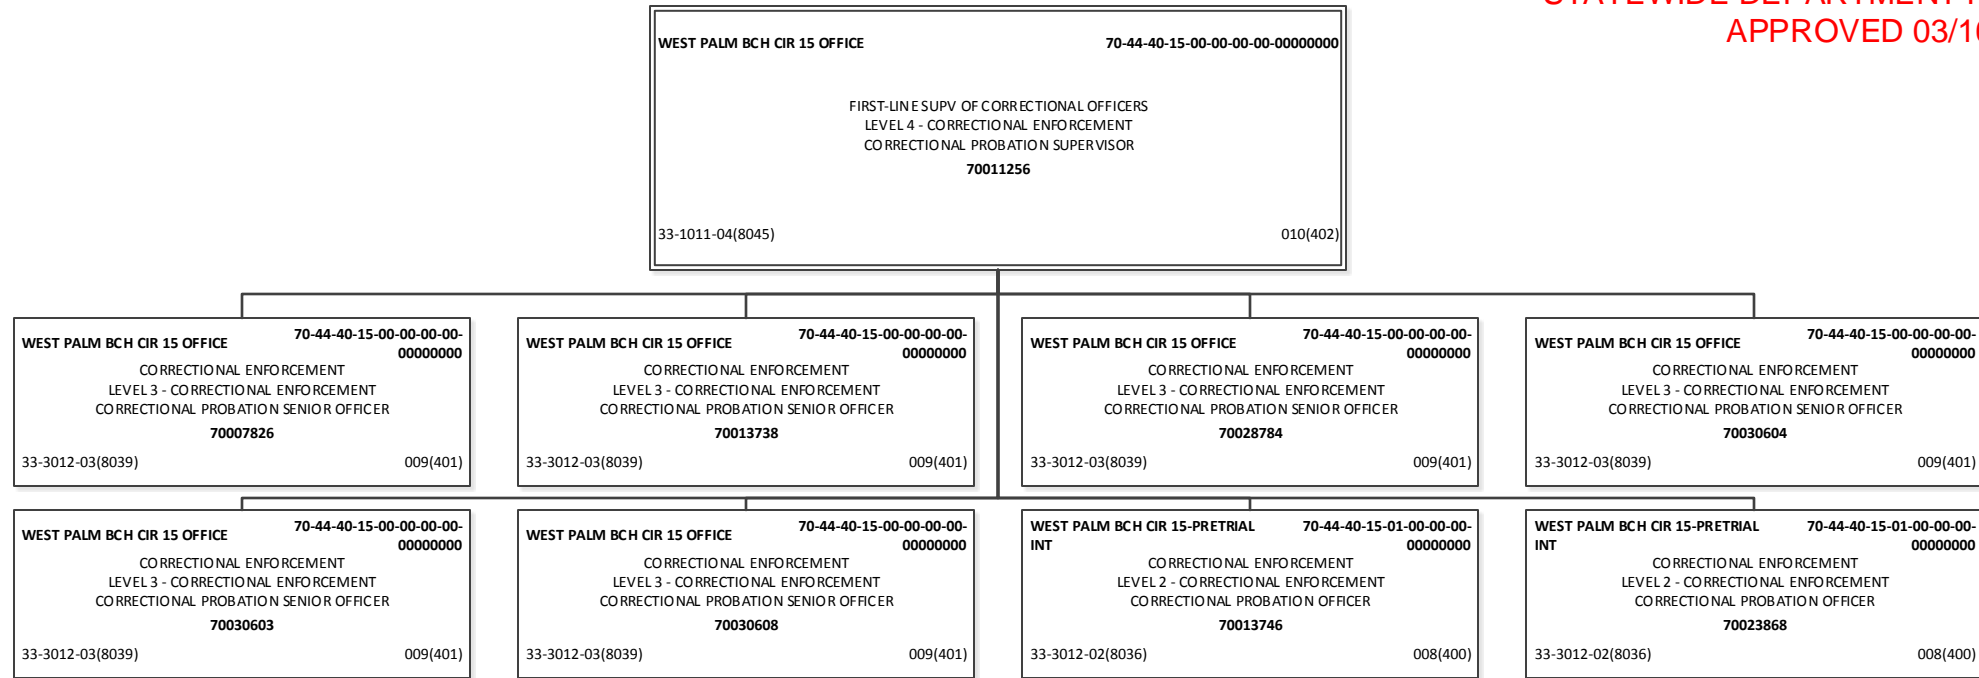 STATEWIDE DEPARTMENT
APPROVED 03/1
WEST PALM BCH CIR 15 OFFICE 70-44-40-15-00-00-00-00-00000000
FIRST-LINE SUPV OF CORRECTIONAL OFFICERS
LEVEL 4 - CORRECTIONAL ENFORCEMENT
CORRECTIONAL PROBATION SUPERVISOR
70011256
33-1011-04(8045) 010(402)
WEST PALM BCH CIR 15 OFFICE 70-44-40-15-00-00-00-00-
00000000
CORRECTIONAL ENFORCEMENT
LEVEL 3 - CORRECTIONAL ENFORCEMENT
CORRECTIONAL PROBATION SENIOR OFFICER
70007826
33-3012-03(8039) 009(401)
WEST PALM BCH CIR 15 OFFICE 70-44-40-15-00-00-00-00-
00000000
CORRECTIONAL ENFORCEMENT
LEVEL 3 - CORRECTIONAL ENFORCEMENT
CORRECTIONAL PROBATION SENIOR OFFICER
70013738
33-3012-03(8039) 009(401)
WEST PALM BCH CIR 15 OFFICE 70-44-40-15-00-00-00-00-
00000000
CORRECTIONAL ENFORCEMENT
LEVEL 3 - CORRECTIONAL ENFORCEMENT
CORRECTIONAL PROBATION SENIOR OFFICER
70028784
33-3012-03(8039) 009(401)
WEST PALM BCH CIR 15 OFFICE 70-44-40-15-00-00-00-00-
00000000
CORRECTIONAL ENFORCEMENT
LEVEL 3 - CORRECTIONAL ENFORCEMENT
CORRECTIONAL PROBATION SENIOR OFFICER
70030604
33-3012-03(8039) 009(401)
WEST PALM BCH CIR 15 OFFICE 70-44-40-15-00-00-00-00-
00000000
CORRECTIONAL ENFORCEMENT
LEVEL 3 - CORRECTIONAL ENFORCEMENT
CORRECTIONAL PROBATION SENIOR OFFICER
70030603
33-3012-03(8039) 009(401)
WEST PALM BCH CIR 15 OFFICE 70-44-40-15-00-00-00-00-
00000000
CORRECTIONAL ENFORCEMENT
LEVEL 3 - CORRECTIONAL ENFORCEMENT
CORRECTIONAL PROBATION SENIOR OFFICER
70030608
33-3012-03(8039) 009(401)
WEST PALM BCH CIR 15-PRETRIAL 70-44-40-15-01-00-00-00-
INT 00000000
CORRECTIONAL ENFORCEMENT
LEVEL 2 - CORRECTIONAL ENFORCEMENT
CORRECTIONAL PROBATION OFFICER
70013746
33-3012-02(8036) 008(400)
WEST PALM BCH CIR 15-PRETRIAL 70-44-40-15-01-00-00-00-
INT 00000000
CORRECTIONAL ENFORCEMENT
LEVEL 2 - CORRECTIONAL ENFORCEMENT
CORRECTIONAL PROBATION OFFICER
70023868
33-3012-02(8036) 008(400)